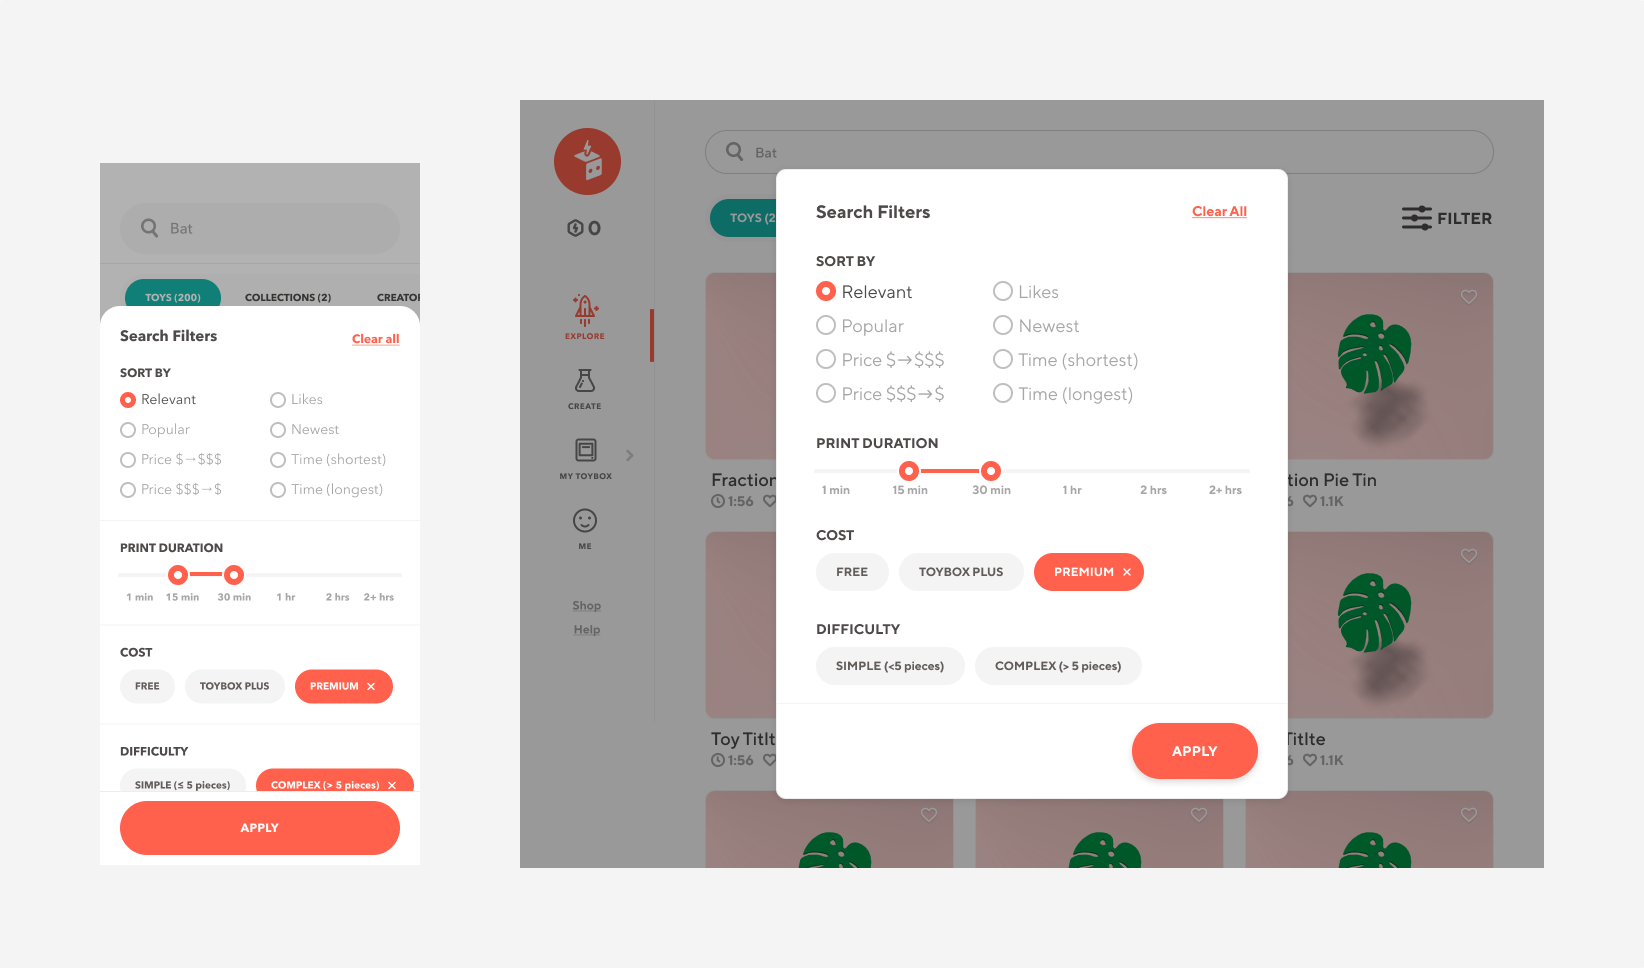 Bat
TOYS (200) COLLECTIONS (2) CREATOR
Search Filters Clear all
SORT BY
Relevant Likes
Popular Newest
Price $→$$$ Time (shortest)
Price $$$→$ Time (longest)
PRINT DURATION
1 min 15 min 30 min 1 hr 2 hrs 2+ hrs
COST
FREE TOYBOX PLUS PREMIUM ×
DIFFICULTY
SIMPLE (≤ 5 pieces) COMPLEX (> 5 pieces) ×
APPLY
0
EXPLORE
CREATE
MY TOYBOX
ME
Shop
Help
Bat
TOYS (2
FILTER
Search Filters Clear All
SORT BY
Relevant Likes
Popular Newest
Price $→$$$ Time (shortest)
Price $$$→$ Time (longest)
PRINT DURATION
1 min 15 min 30 min 1 hr 2 hrs 2+ hrs
COST
FREE TOYBOX PLUS PREMIUM ×
DIFFICULTY
SIMPLE (<5 pieces) COMPLEX (> 5 pieces)
APPLY
Fraction
1:56
tion Pie Tin
6 1.1K
Toy Titlt
1:56
Titlte
6 1.1K